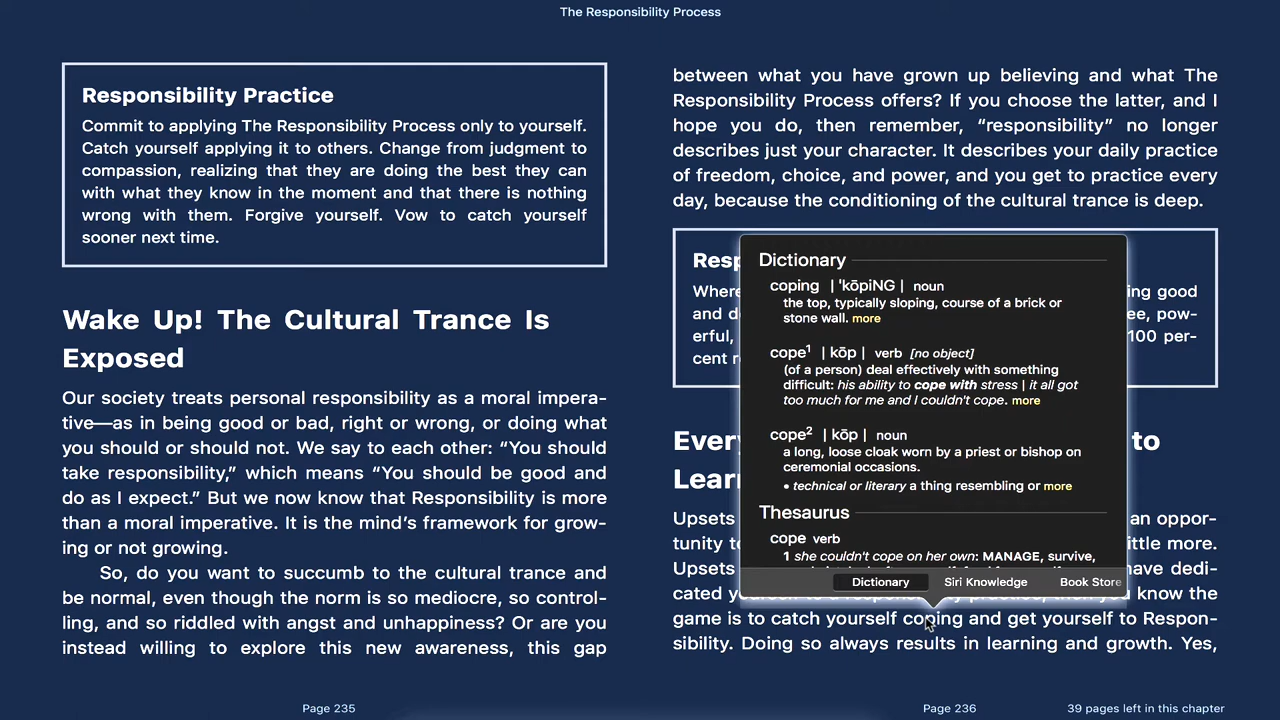 The Responsibility Process
Responsibility Practice
Commit to applying The Responsibility Process only to yourself.
Catch yourself applying it to others. Change from judgment to
compassion, realizing that they are doing the best they can
with what they know in the moment and that there is nothing
wrong with them. Forgive yourself. Vow to catch yourself
sooner next time.
Wake Up! The Cultural Trance Is
Exposed
Our society treats personal responsibility as a moral impera-
tive—as in being good or bad, right or wrong, or doing what
you should or should not. We say to each other: “You should
take responsibility,” which means “You should be good and
do as I expect.” But we now know that Responsibility is more
than a moral imperative. It is the mind’s framework for grow-
ing or not growing.
So, do you want to succumb to the cultural trance and
be normal, even though the norm is so mediocre, so control-
ling, and so riddled with angst and unhappiness? Or are you
instead willing to explore this new awareness, this gap
between what you have grown up believing and what The
Responsibility Process offers? If you choose the latter, and I
hope you do, then remember, “responsibility” no longer
describes just your character. It describes your daily practice
of freedom, choice, and power, and you get to practice every
day, because the conditioning of the cultural trance is deep.
Dictionary
coping | ˈkōpiNG | noun
the top, typically sloping, course of a brick or
stone wall. more
cope1 | kōp | verb [no object]
(of a person) deal effectively with something
difficult: his ability to cope with stress | it all got
too much for me and I couldn't cope. more
cope2 | kōp | noun
a long, loose cloak worn by a priest or bishop on
ceremonial occasions.
• technical or literary a thing resembling or more
Thesaurus
cope verb
1 she couldn't cope on her own: MANAGE, survive,
Dictionary Siri Knowledge Book Store
ing good
and ee, pow-
erful, 100 per-
cent
to
Upsets an oppor-
tunity ittle more.
Upsets have dedi-
cated yourself to a responsibility practice, then you know the
game is to catch yourself coping and get yourself to Respon-
sibility. Doing so always results in learning and growth. Yes,
Page 235
Page 236
39 pages left in this chapter